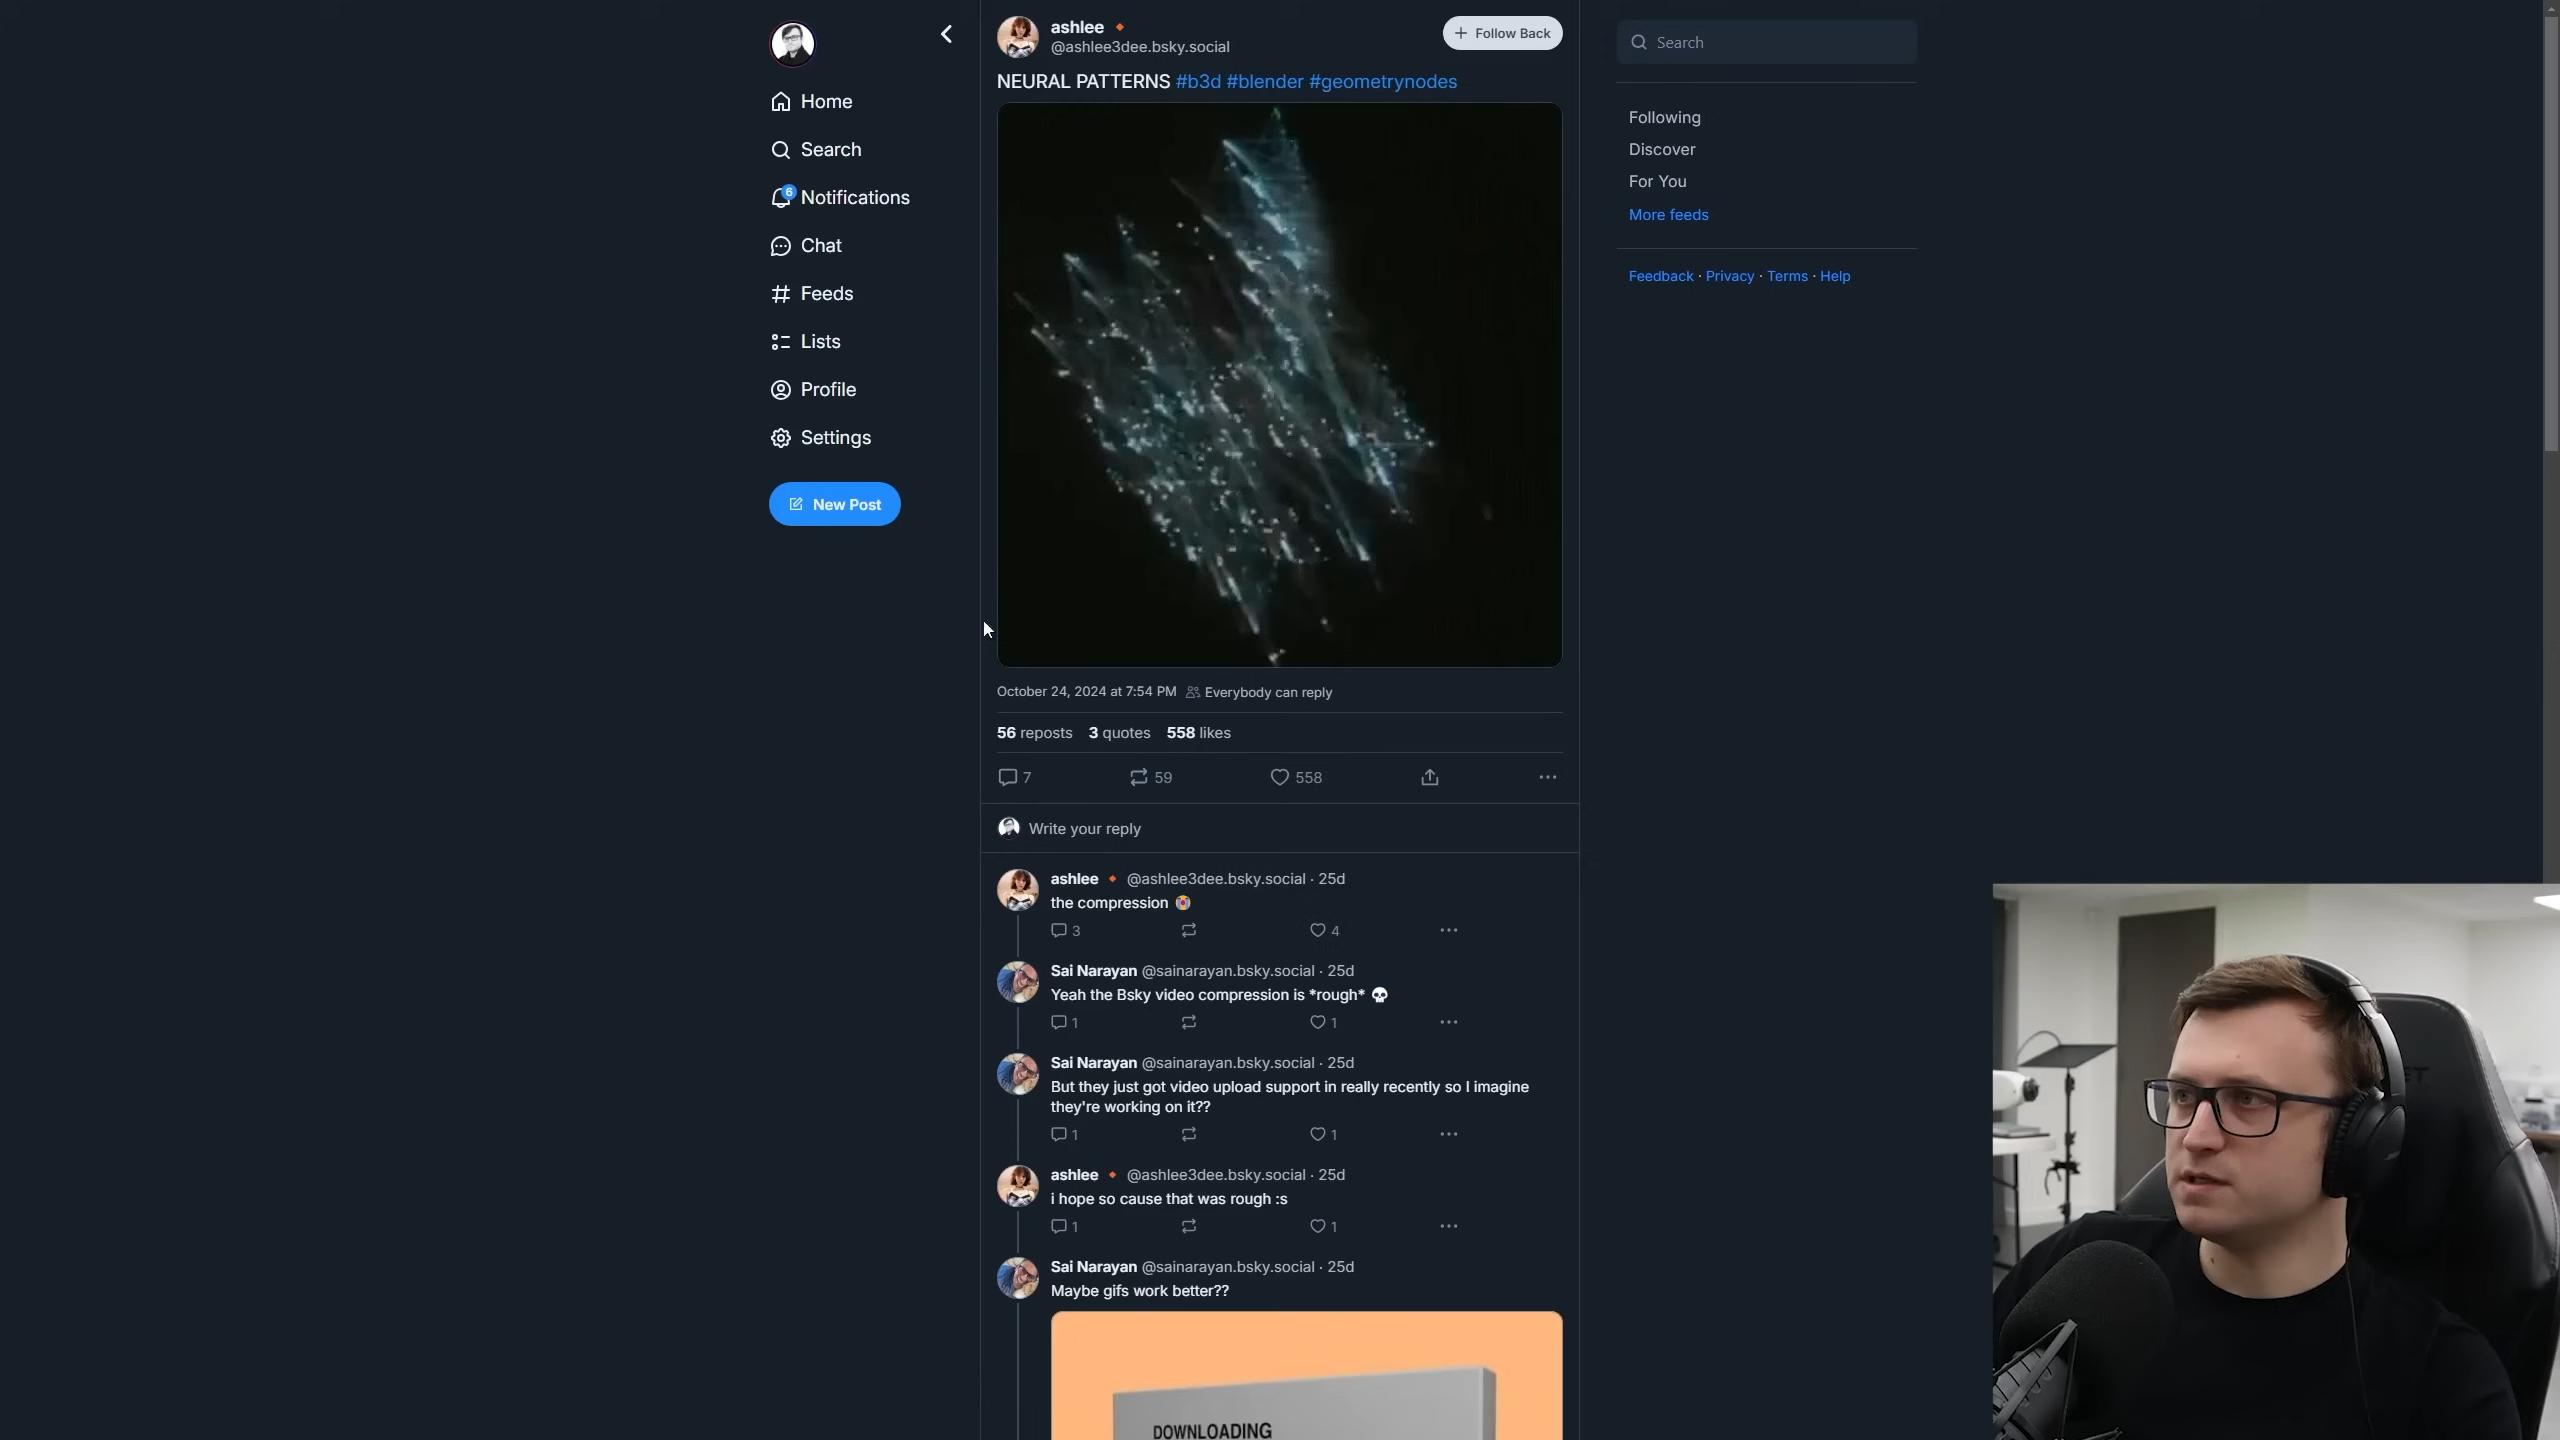 ashlee
@ashlee3dee.bsky.social
Follow Back
NEURAL PATTERNS #b3d #blender #geometrynodes
Home
Search
6
Notifications
Chat
Feeds
Lists
Profile
Settings
New Post
October 24, 2024 at 7:54 PM Everybody can reply
56 reposts 3 quotes 558 likes
7 59 558
Write your reply
ashlee @ashlee3dee.bsky.social · 25d
the compression
3 4
Sai Narayan @sainarayan.bsky.social · 25d
Yeah the Bsky video compression is *rough* 💀
1 1
Sai Narayan @sainarayan.bsky.social · 25d
But they just got video upload support in really recently so I imagine
they're working on it??
1 1
ashlee @ashlee3dee.bsky.social · 25d
i hope so cause that was rough :s
1 1
Sai Narayan @sainarayan.bsky.social · 25d
Maybe gifs work better??
DOWNLOADING
Search
Following
Discover
For You
More feeds
Feedback · Privacy · Terms · Help